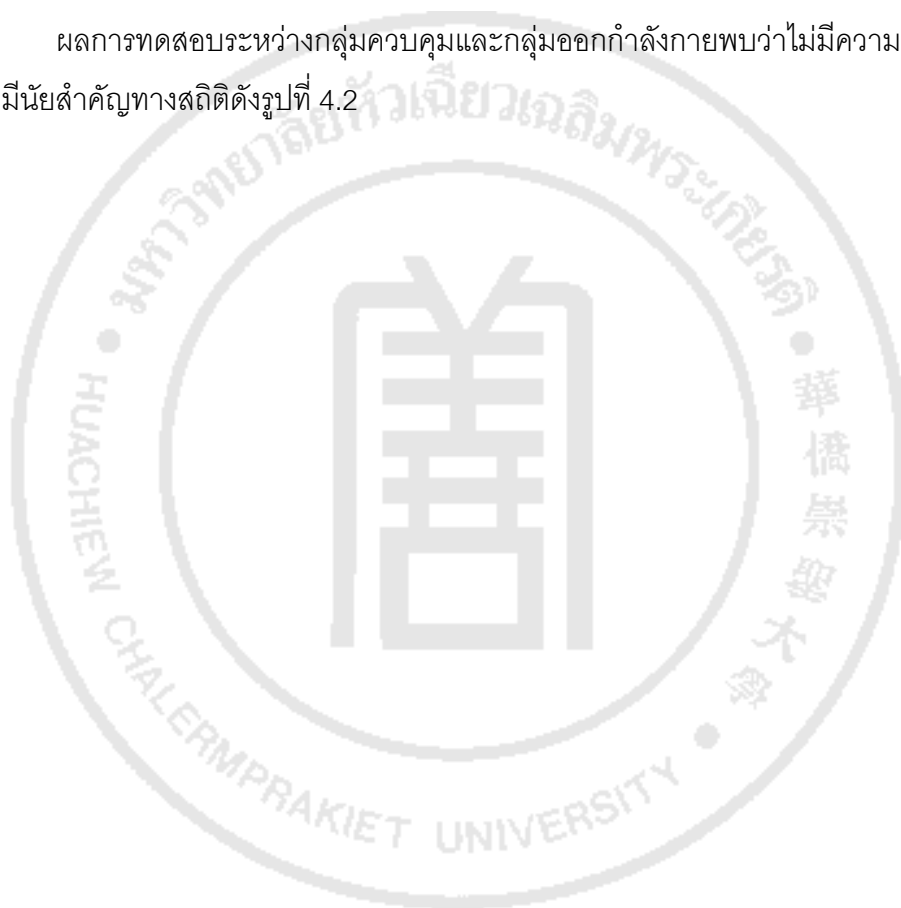 ผลการทดสอบระหว่างกลุ่มควบคุมและกลุ่มออกกำลังกายพบว่าไม่มีความ
มีนัยสำคัญทางสถิติดังรูปที่ 4.2
มหาวิทยาลัยหัวเฉียวเฉลิมพระเกียรติ
華僑崇聖大學
HUACHIEW CHALERMPRAKIET UNIVERSITY